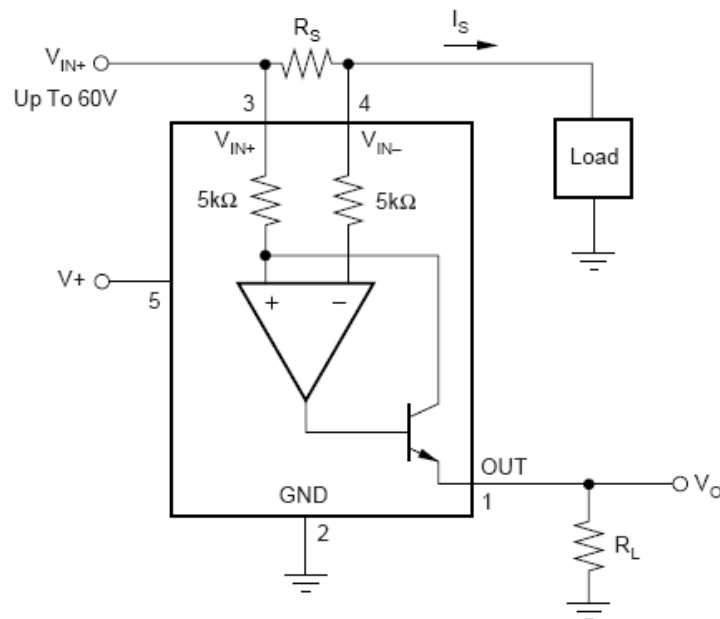 R_S
I_S
V_IN+
Up To 60V
3
4
V_IN+
V_IN–
5kΩ
5kΩ
Load
V+
5
+
–
OUT
GND
1
V_O
2
R_L